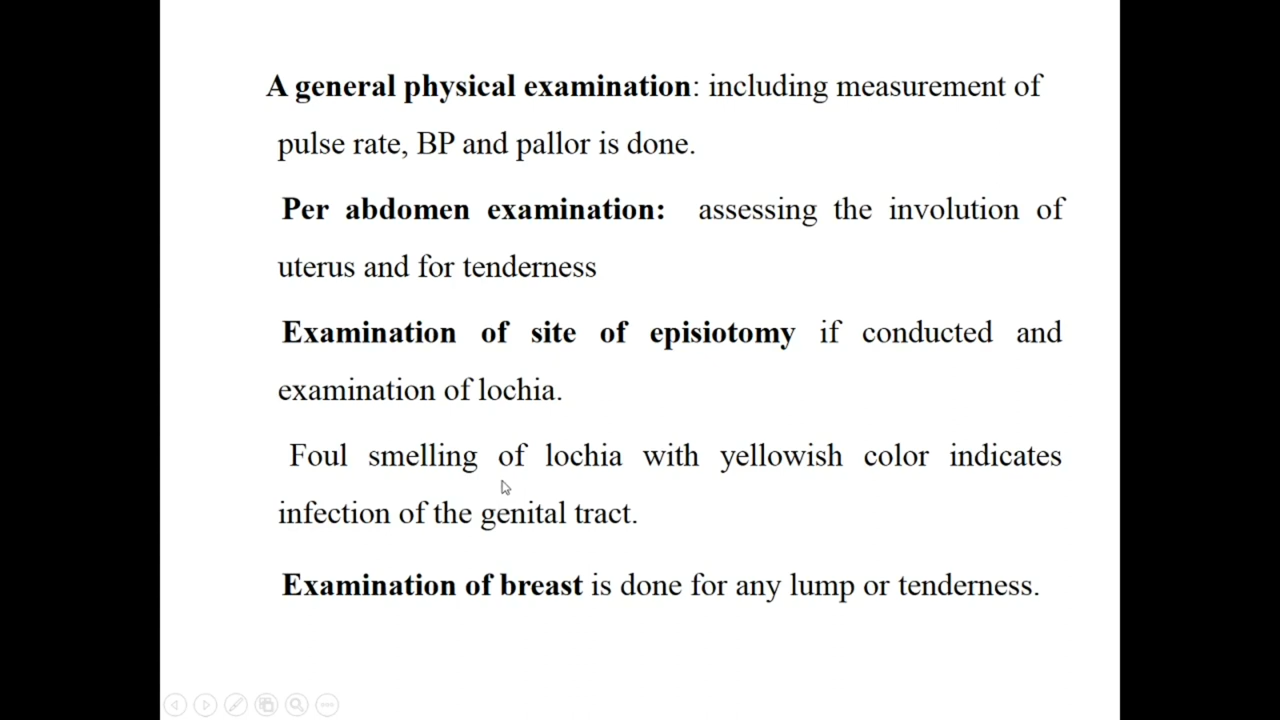 A general physical examination: including measurement of
pulse rate, BP and pallor is done.
Per abdomen examination: assessing the involution of
uterus and for tenderness
Examination of site of episiotomy if conducted and
examination of lochia.
Foul smelling of lochia with yellowish color indicates
infection of the genital tract.
Examination of breast is done for any lump or tenderness.